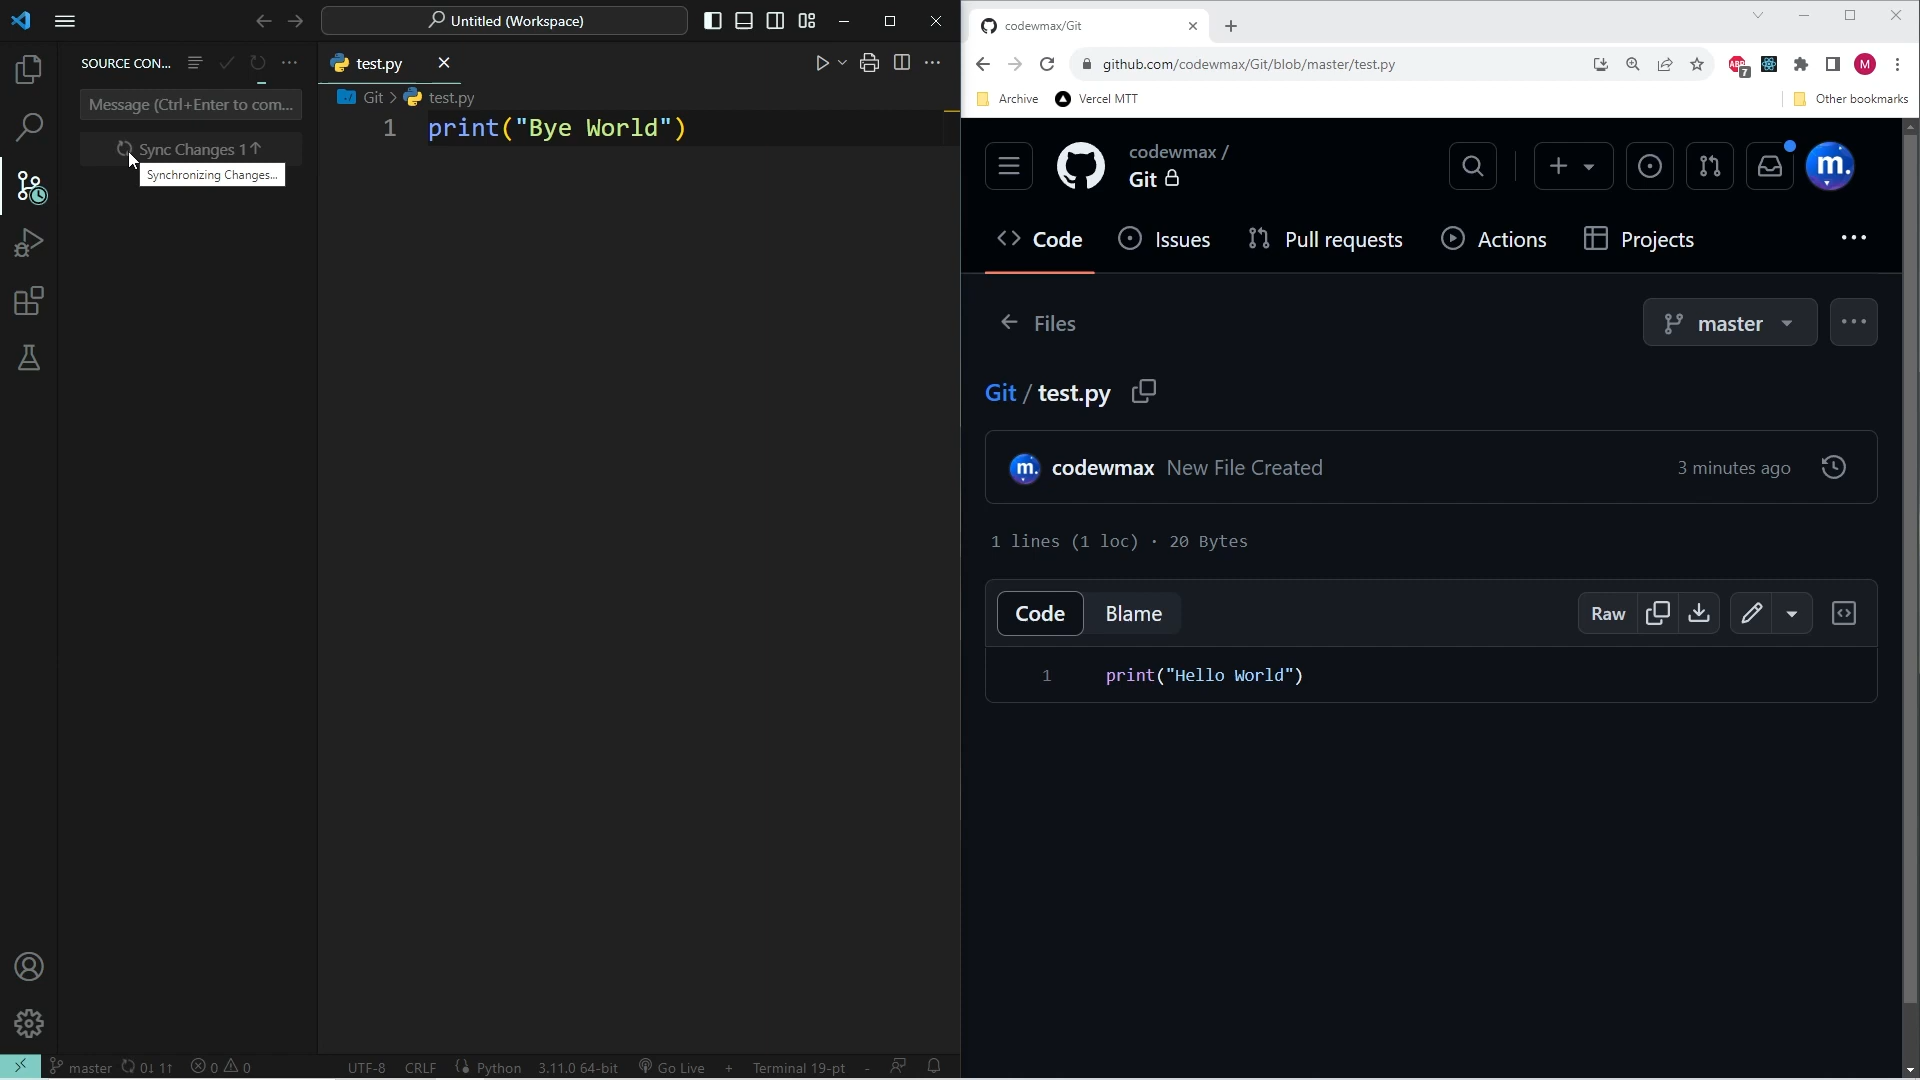 Untitled (Workspace)
SOURCE CON...
Message (Ctrl+Enter to com...
Sync Changes 1↑
Synchronizing Changes...
test.py
Git > test.py
1 print("Bye World")
master 0↓ 1↑ 0 0
UTF-8 CRLF Python 3.11.0 64-bit Go Live + Terminal 19-pt -
codewmax/Git
github.com/codewmax/Git/blob/master/test.py
ABP 7
M
Archive Vercel MTT Other bookmarks
codewmax /
Git
m.
Code Issues Pull requests Actions Projects
Files
master
Git / test.py
m. codewmax New File Created 3 minutes ago
1 lines (1 loc) · 20 Bytes
Code Blame Raw
1 print("Hello World")